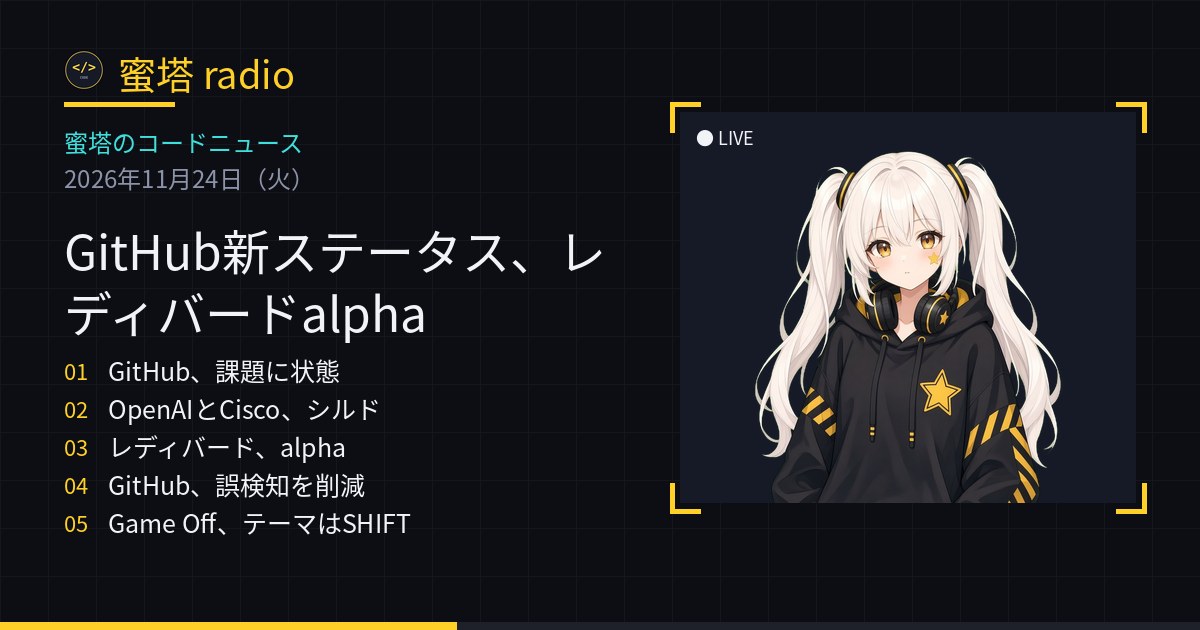 </>
蜜塔 radio
蜜塔のコードニュース
2026年11月24日（火）
GitHub新ステータス、レ
ディバードalpha
01 GitHub、課題に状態
02 OpenAIとCisco、シルド
03 レディバード、alpha
04 GitHub、誤検知を削減
05 Game Off、テーマはSHIFT
LIVE